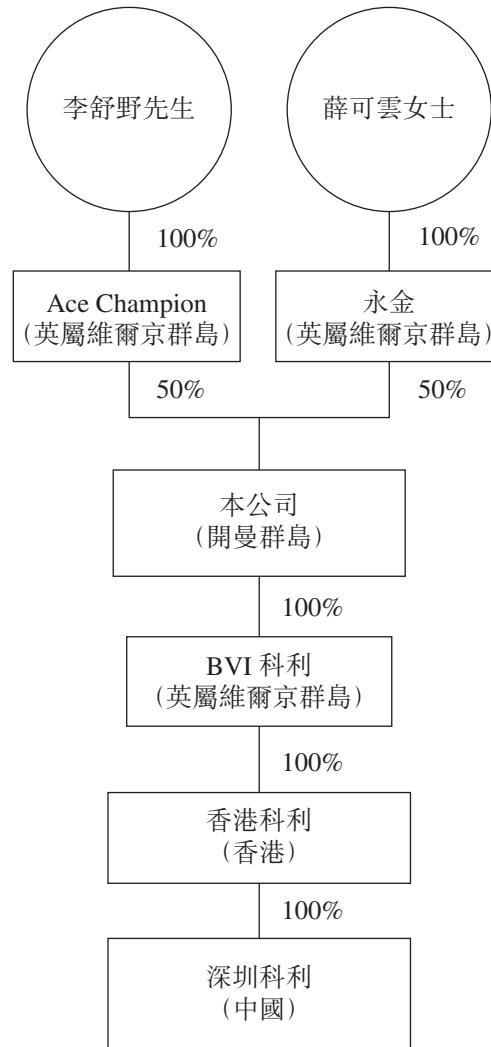 李舒野先生
薛可雲女士
100%
100%
Ace Champion
(英屬維爾京群島)
永金
(英屬維爾京群島)
50%
50%
本公司
(開曼群島)
100%
BVI 科利
(英屬維爾京群島)
100%
香港科利
(香港)
100%
深圳科利
(中國)